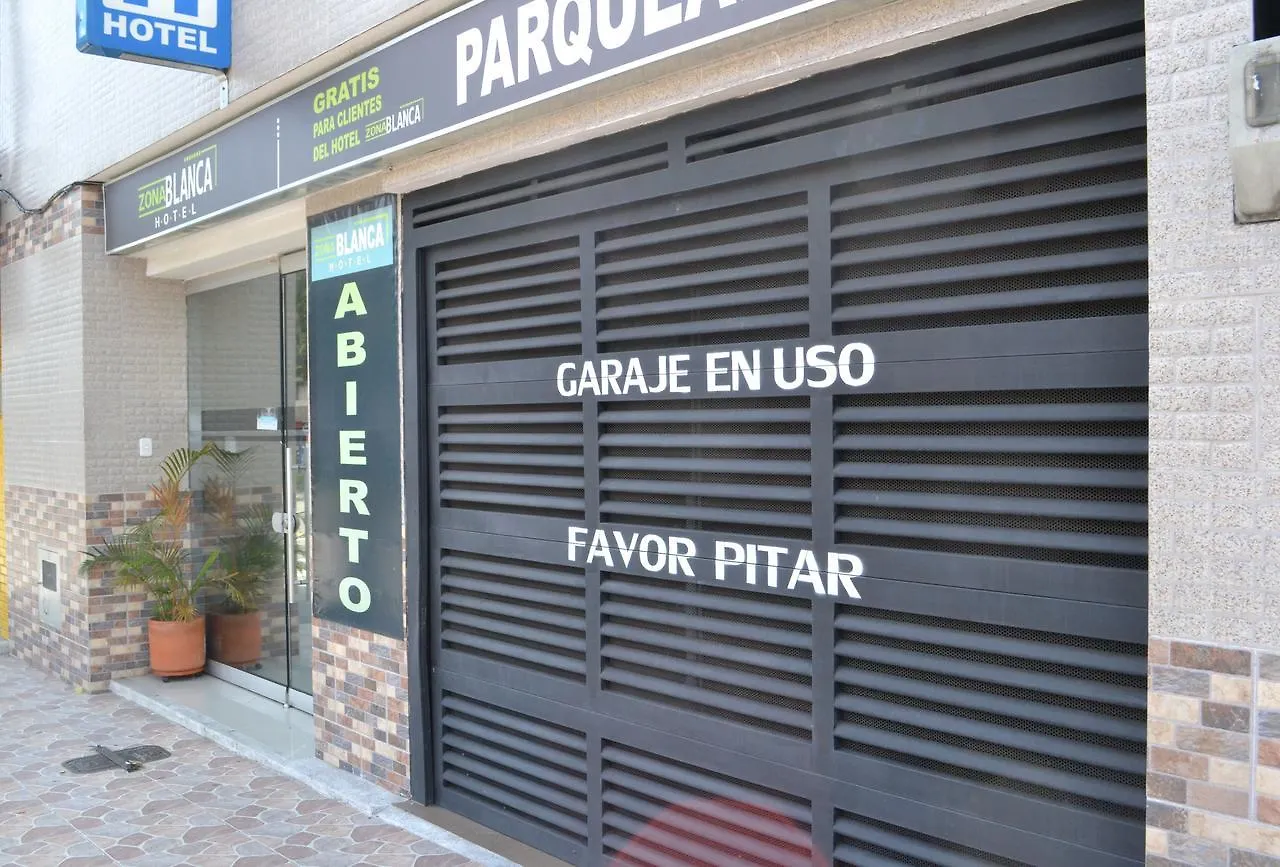 HOTEL
ZONA BLANCA
HOTEL
GRATIS
PARA CLIENTES
DEL HOTEL ZONA BLANCA
ZONA BLANCA
HOTEL
ABIERTO
GARAJE EN USO
FAVOR PITAR